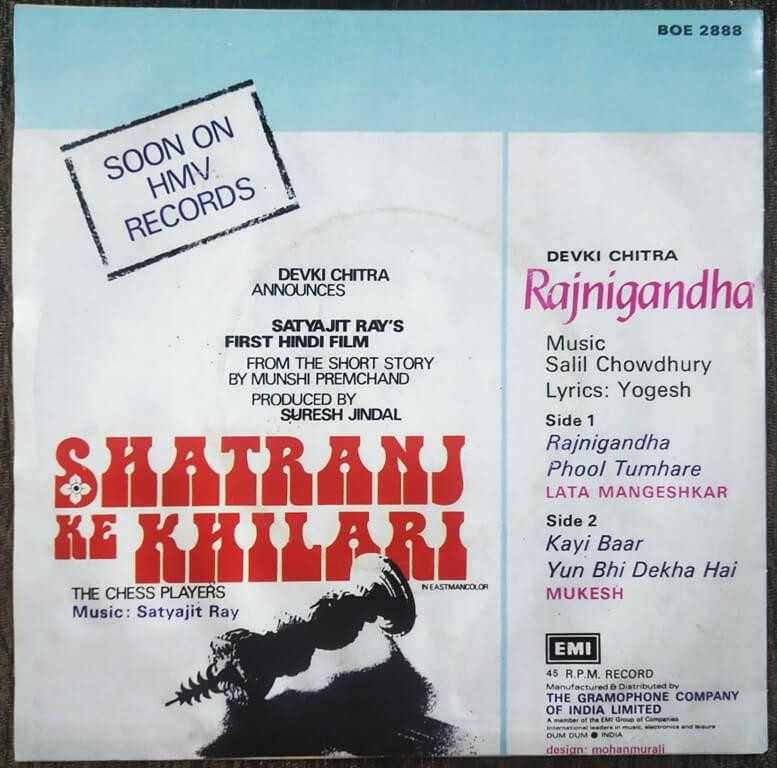 BOE 2888
SOON ON
HMV
RECORDS
DEVKI CHITRA
ANNOUNCES
SATYAJIT RAY'S
FIRST HINDI FILM
FROM THE SHORT STORY
BY MUNSHI PREMCHAND
PRODUCED BY
SURESH JINDAL
SHATRANJ
KE KHILARI
IN EASTMANCOLOR
THE CHESS PLAYERS
Music: Satyajit Ray
DEVKI CHITRA
Rajnigandha
Music
Salil Chowdhury
Lyrics: Yogesh
Side 1
Rajnigandha
Phool Tumhare
LATA MANGESHKAR
Side 2
Kayi Baar
Yun Bhi Dekha Hai
MUKESH
EMI
45 R.P.M. RECORD
Manufactured & Distributed by
THE GRAMOPHONE COMPANY
OF INDIA LIMITED
A member of the EMI Group of Companies
International leaders in music, electronics and leisure
DUM DUM ● INDIA
design: mohanmurali